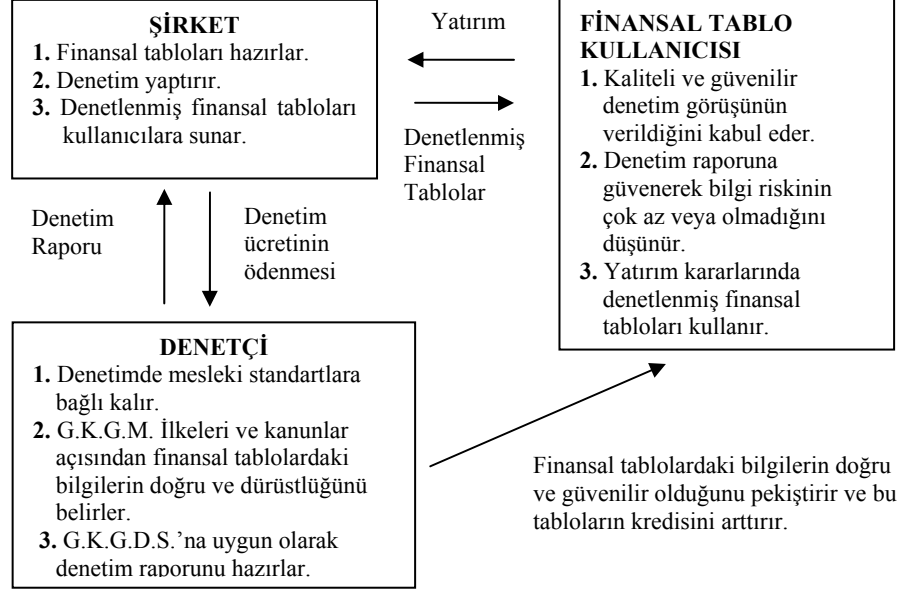 ŞİRKET
1. Finansal tabloları hazırlar.
2. Denetim yaptırır.
3. Denetlenmiş finansal tabloları
kullanıcılara sunar.
Yatırım
Denetlenmiş
Finansal
Tablolar
FİNANSAL TABLO
KULLANICISI
1. Kaliteli ve güvenilir
denetim görüşünün
verildiğini kabul eder.
2. Denetim raporuna
güvenerek bilgi riskinin
çok az veya olmadığını
düşünür.
3. Yatırım kararlarında
denetlenmiş finansal
tabloları kullanır.
Denetim
Raporu
Denetim
ücretinin
ödenmesi
DENETÇİ
1. Denetimde mesleki standartlara
bağlı kalır.
2. G.K.G.M. İlkeleri ve kanunlar
açısından finansal tablolardaki
bilgilerin doğru ve dürüstlüğünü
belirler.
3. G.K.G.D.S.’na uygun olarak
denetim raporunu hazırlar.
Finansal tablolardaki bilgilerin doğru
ve güvenilir olduğunu pekiştirir ve bu
tabloların kredisini arttırır.